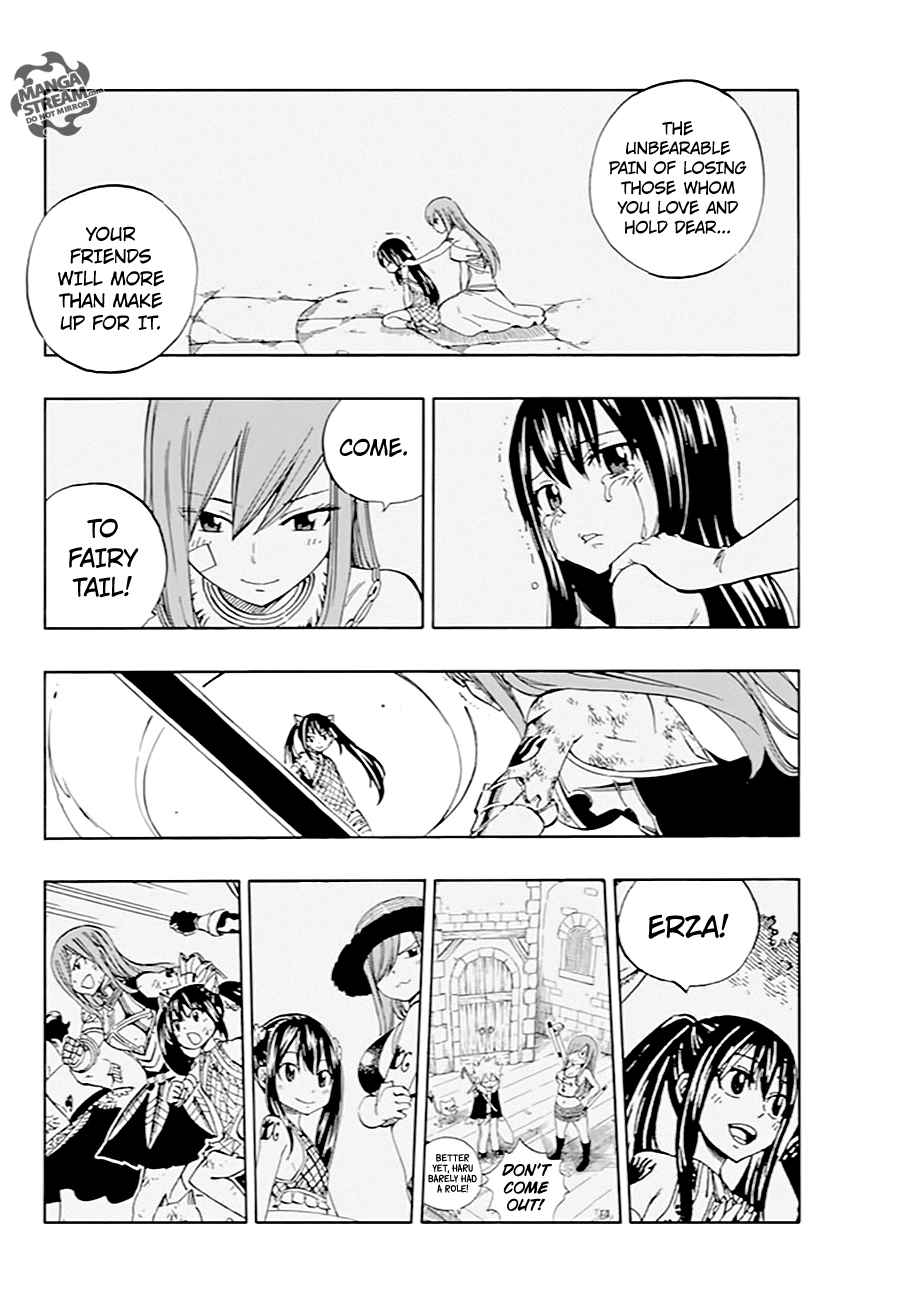 MANGA
STREAM.com
DO NOT MIRROR
THE
UNBEARABLE
PAIN OF LOSING
THOSE WHOM
YOU LOVE AND
HOLD DEAR...
YOUR
FRIENDS
WILL MORE
THAN MAKE
UP FOR IT.
COME.
TO
FAIRY
TAIL!
ERZA!
DON'T
COME
OUT!
BETTER
YET, HARU
BARELY HAD
A ROLE!